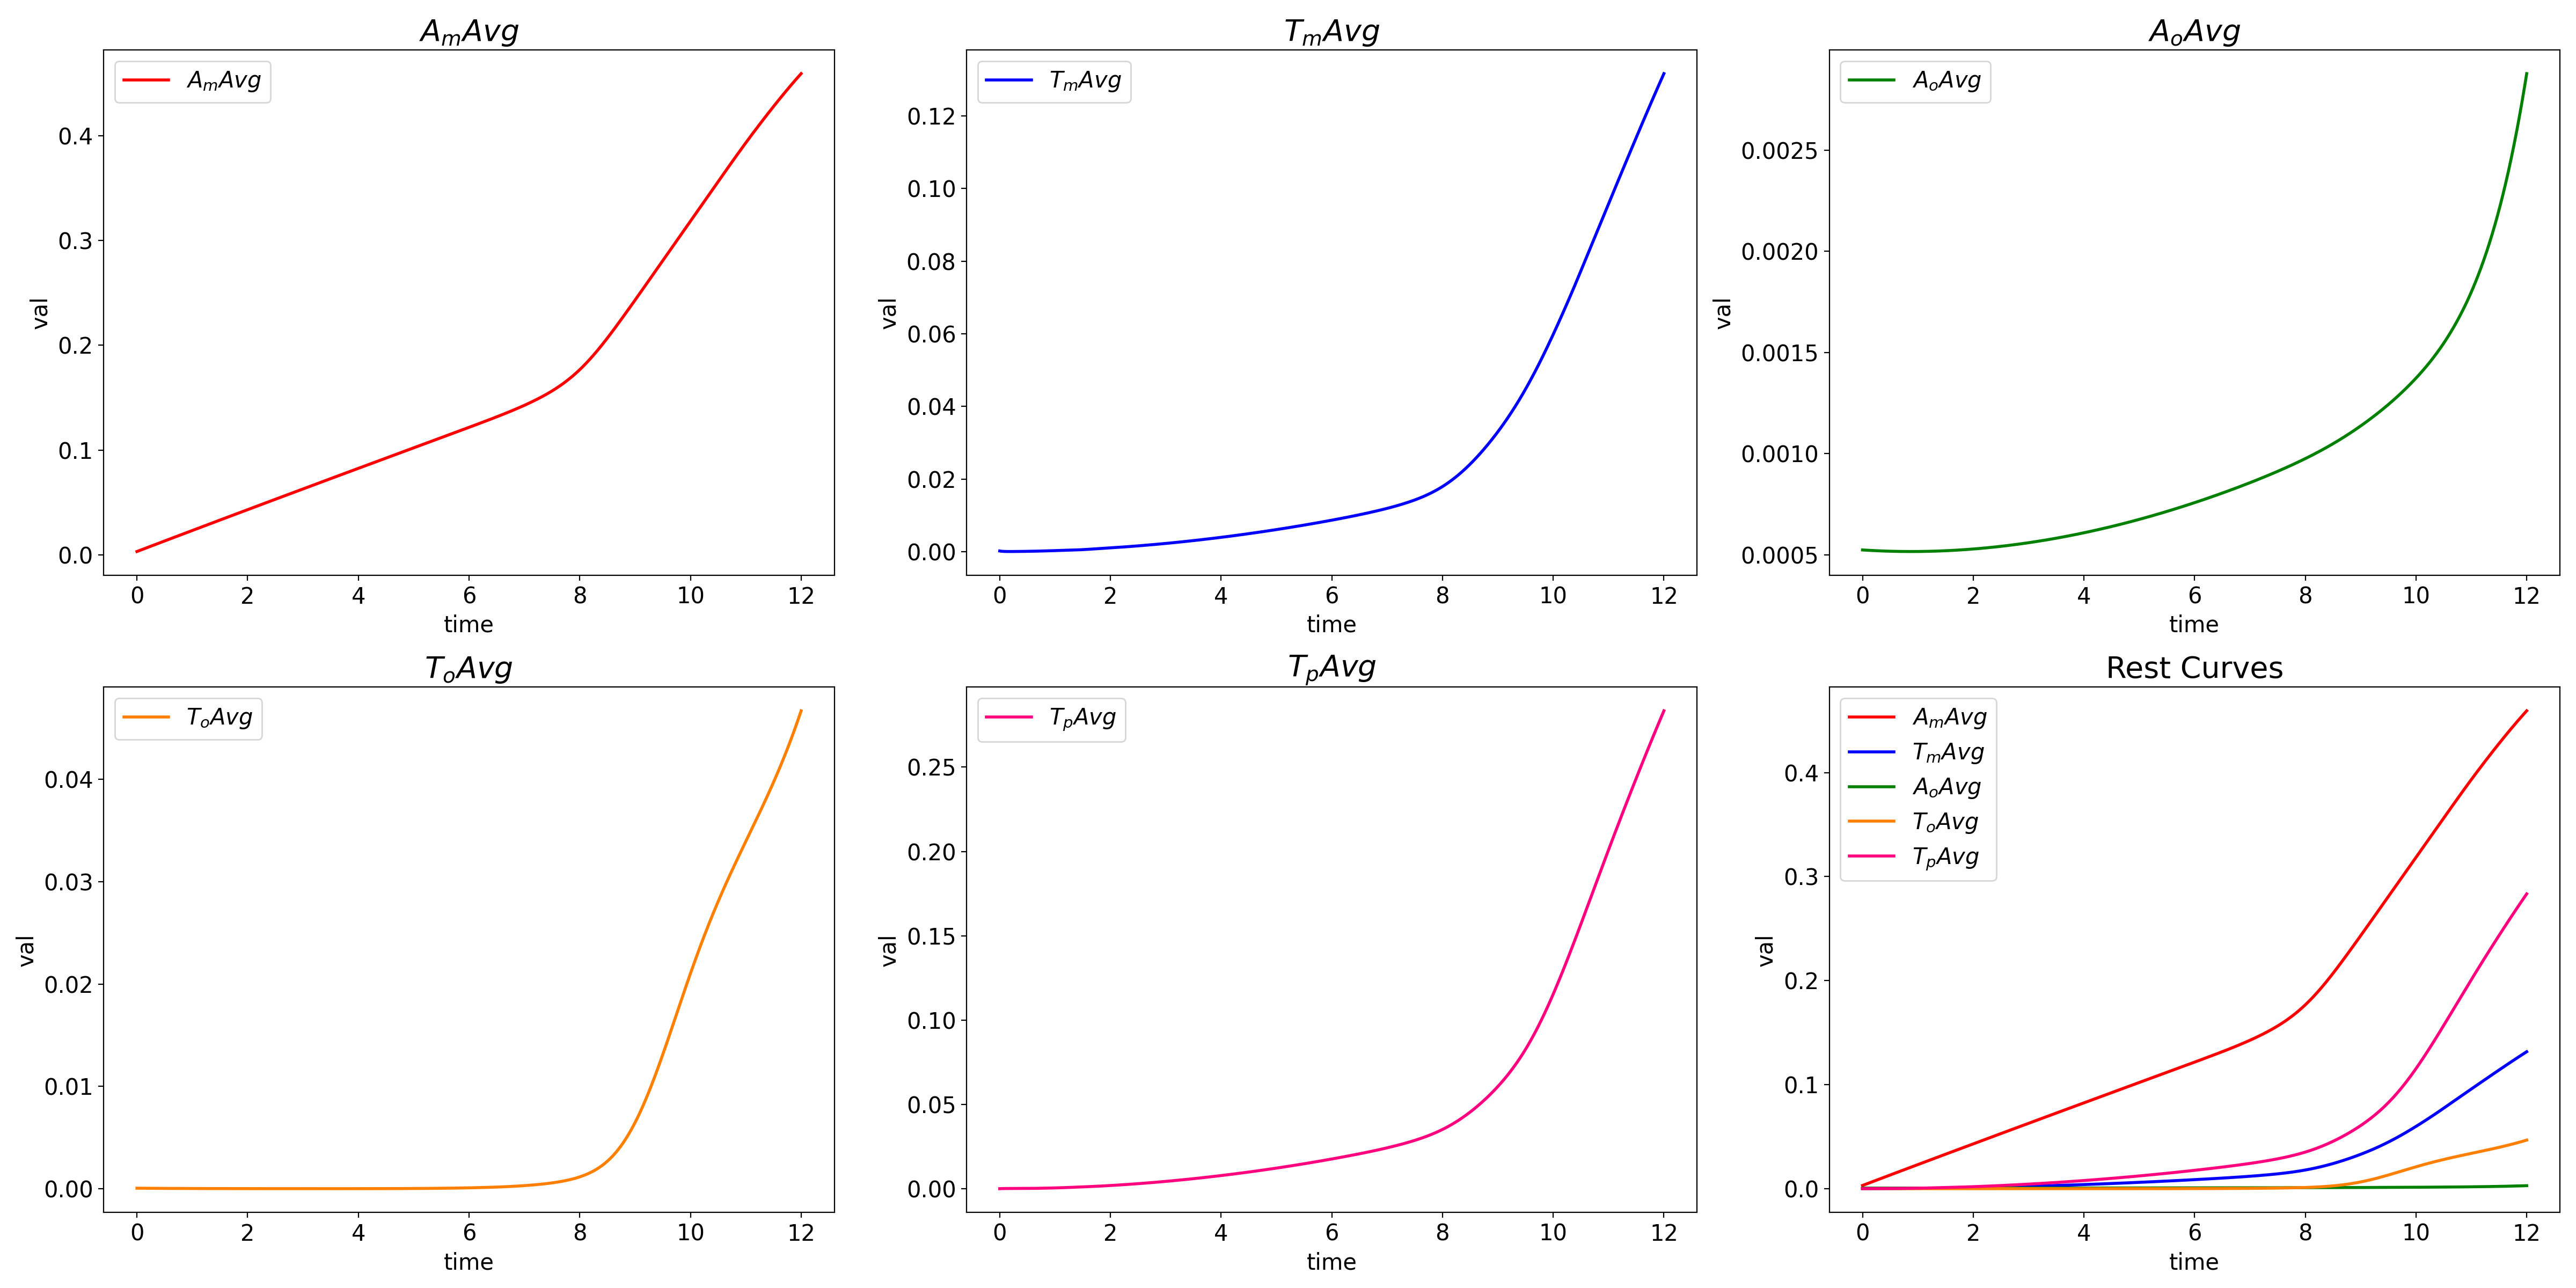 A_mAvg
A_mAvg
val
0.4
0.3
0.2
0.1
0.0
0 2 4 6 8 10 12
time
T_mAvg
T_mAvg
val
0.12
0.10
0.08
0.06
0.04
0.02
0.00
0 2 4 6 8 10 12
time
A_oAvg
A_oAvg
val
0.0025
0.0020
0.0015
0.0010
0.0005
0 2 4 6 8 10 12
time
T_oAvg
T_oAvg
val
0.04
0.03
0.02
0.01
0.00
0 2 4 6 8 10 12
time
T_pAvg
T_pAvg
val
0.25
0.20
0.15
0.10
0.05
0.00
0 2 4 6 8 10 12
time
Rest Curves
A_mAvg
T_mAvg
A_oAvg
T_oAvg
T_pAvg
val
0.4
0.3
0.2
0.1
0.0
0 2 4 6 8 10 12
time